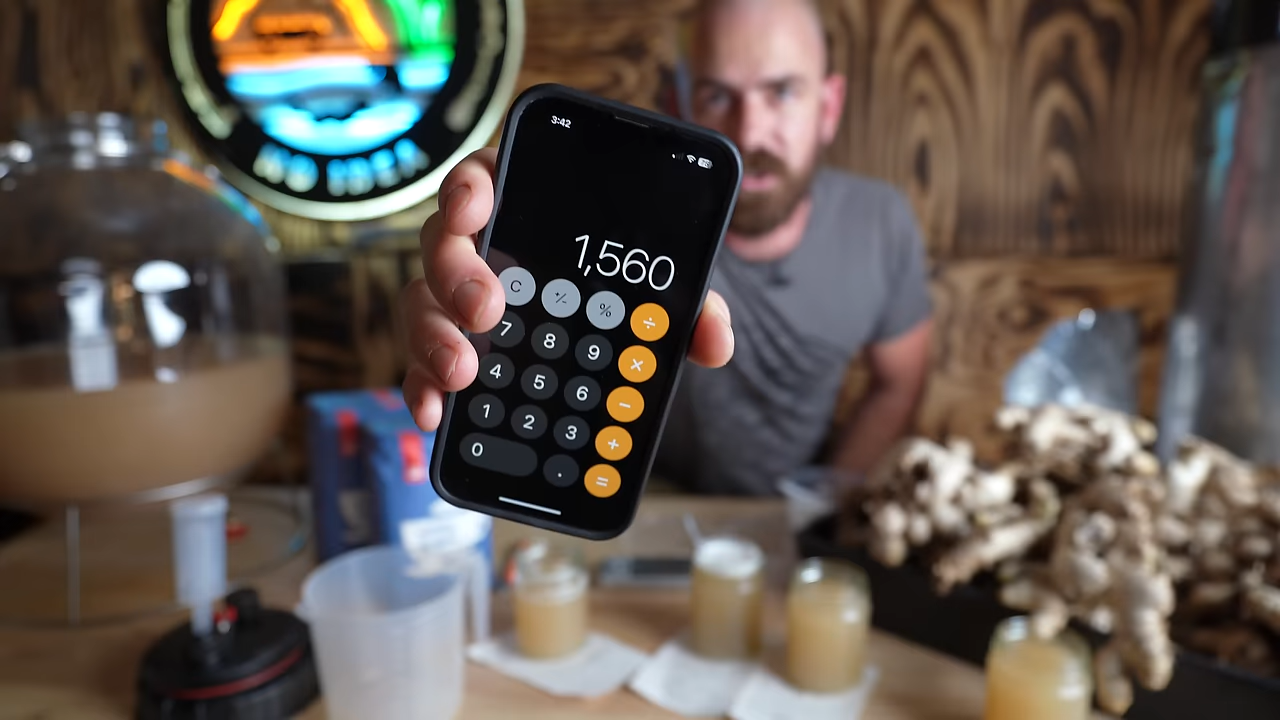 3:42
1,560
C +/- % ÷
7 8 9 ×
4 5 6 −
1 2 3 +
0 . =